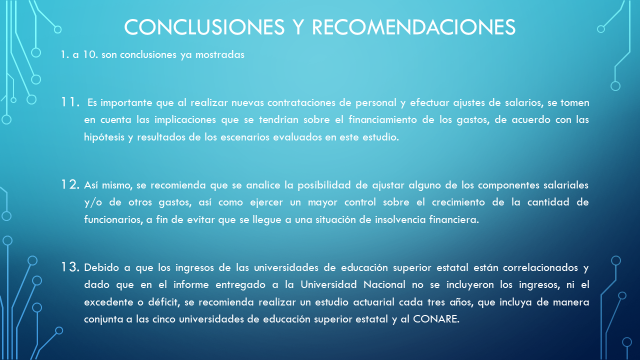 CONCLUSIONES Y RECOMENDACIONES
1. a 10. son conclusiones ya mostradas
11. Es importante que al realizar nuevas contrataciones de personal y efectuar ajustes de salarios, se tomen
en cuenta las implicaciones que se tendrían sobre el financiamiento de los gastos, de acuerdo con las
hipótesis y resultados de los escenarios evaluados en este estudio.
12. Así mismo, se recomienda que se analice la posibilidad de ajustar alguno de los componentes salariales
y/o de otros gastos, así como ejercer un mayor control sobre el crecimiento de la cantidad de
funcionarios, a fin de evitar que se llegue a una situación de insolvencia financiera.
13. Debido a que los ingresos de las universidades de educación superior estatal están correlacionados y
dado que en el informe entregado a la Universidad Nacional no se incluyeron los ingresos, ni el
excedente o déficit, se recomienda realizar un estudio actuarial cada tres años, que incluya de manera
conjunta a las cinco universidades de educación superior estatal y al CONARE.